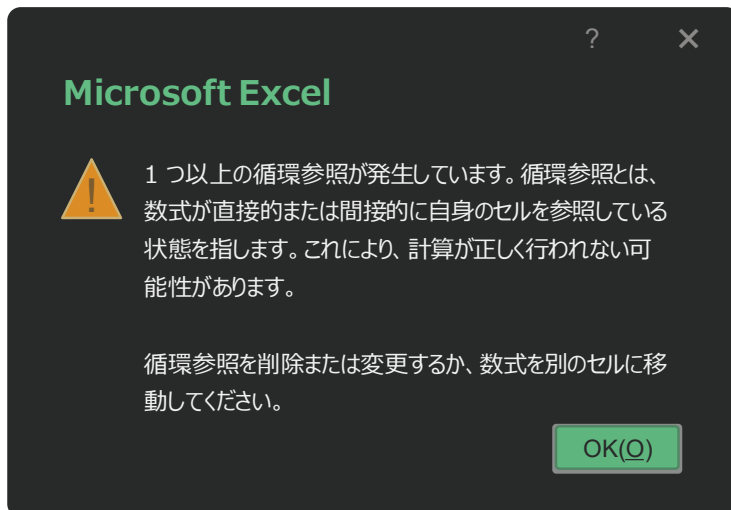 ?
Microsoft Excel
!
1 つ以上の循環参照が発生しています。循環参照とは、
数式が直接的または間接的に自身のセルを参照している
状態を指します。これにより、計算が正しく行われない可
能性があります。
循環参照を削除または変更するか、数式を別のセルに移
動してください。
OK(O)